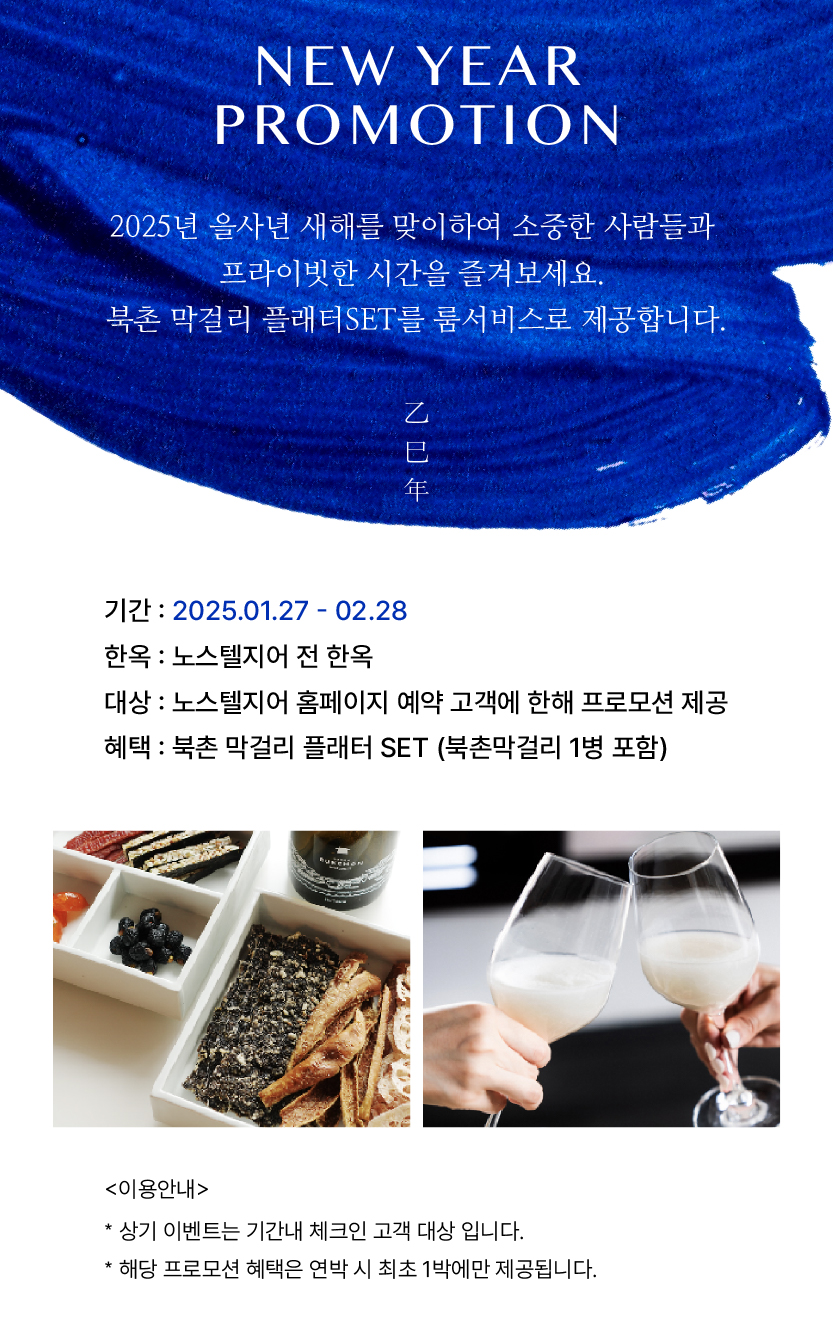 NEW YEAR
PROMOTION
2025년 을사년 새해를 맞이하여 소중한 사람들과
프라이빗한 시간을 즐겨보세요.
북촌 막걸리 플래터SET를 룸서비스로 제공합니다.
乙
巳
年
기간 : 2025.01.27 - 02.28
한옥 : 노스텔지어 전 한옥
대상 : 노스텔지어 홈페이지 예약 고객에 한해 프로모션 제공
혜택 : 북촌 막걸리 플래터 SET (북촌막걸리 1병 포함)
BUKCHON
<이용안내>
* 상기 이벤트는 기간내 체크인 고객 대상 입니다.
* 해당 프로모션 혜택은 연박 시 최초 1박에만 제공됩니다.